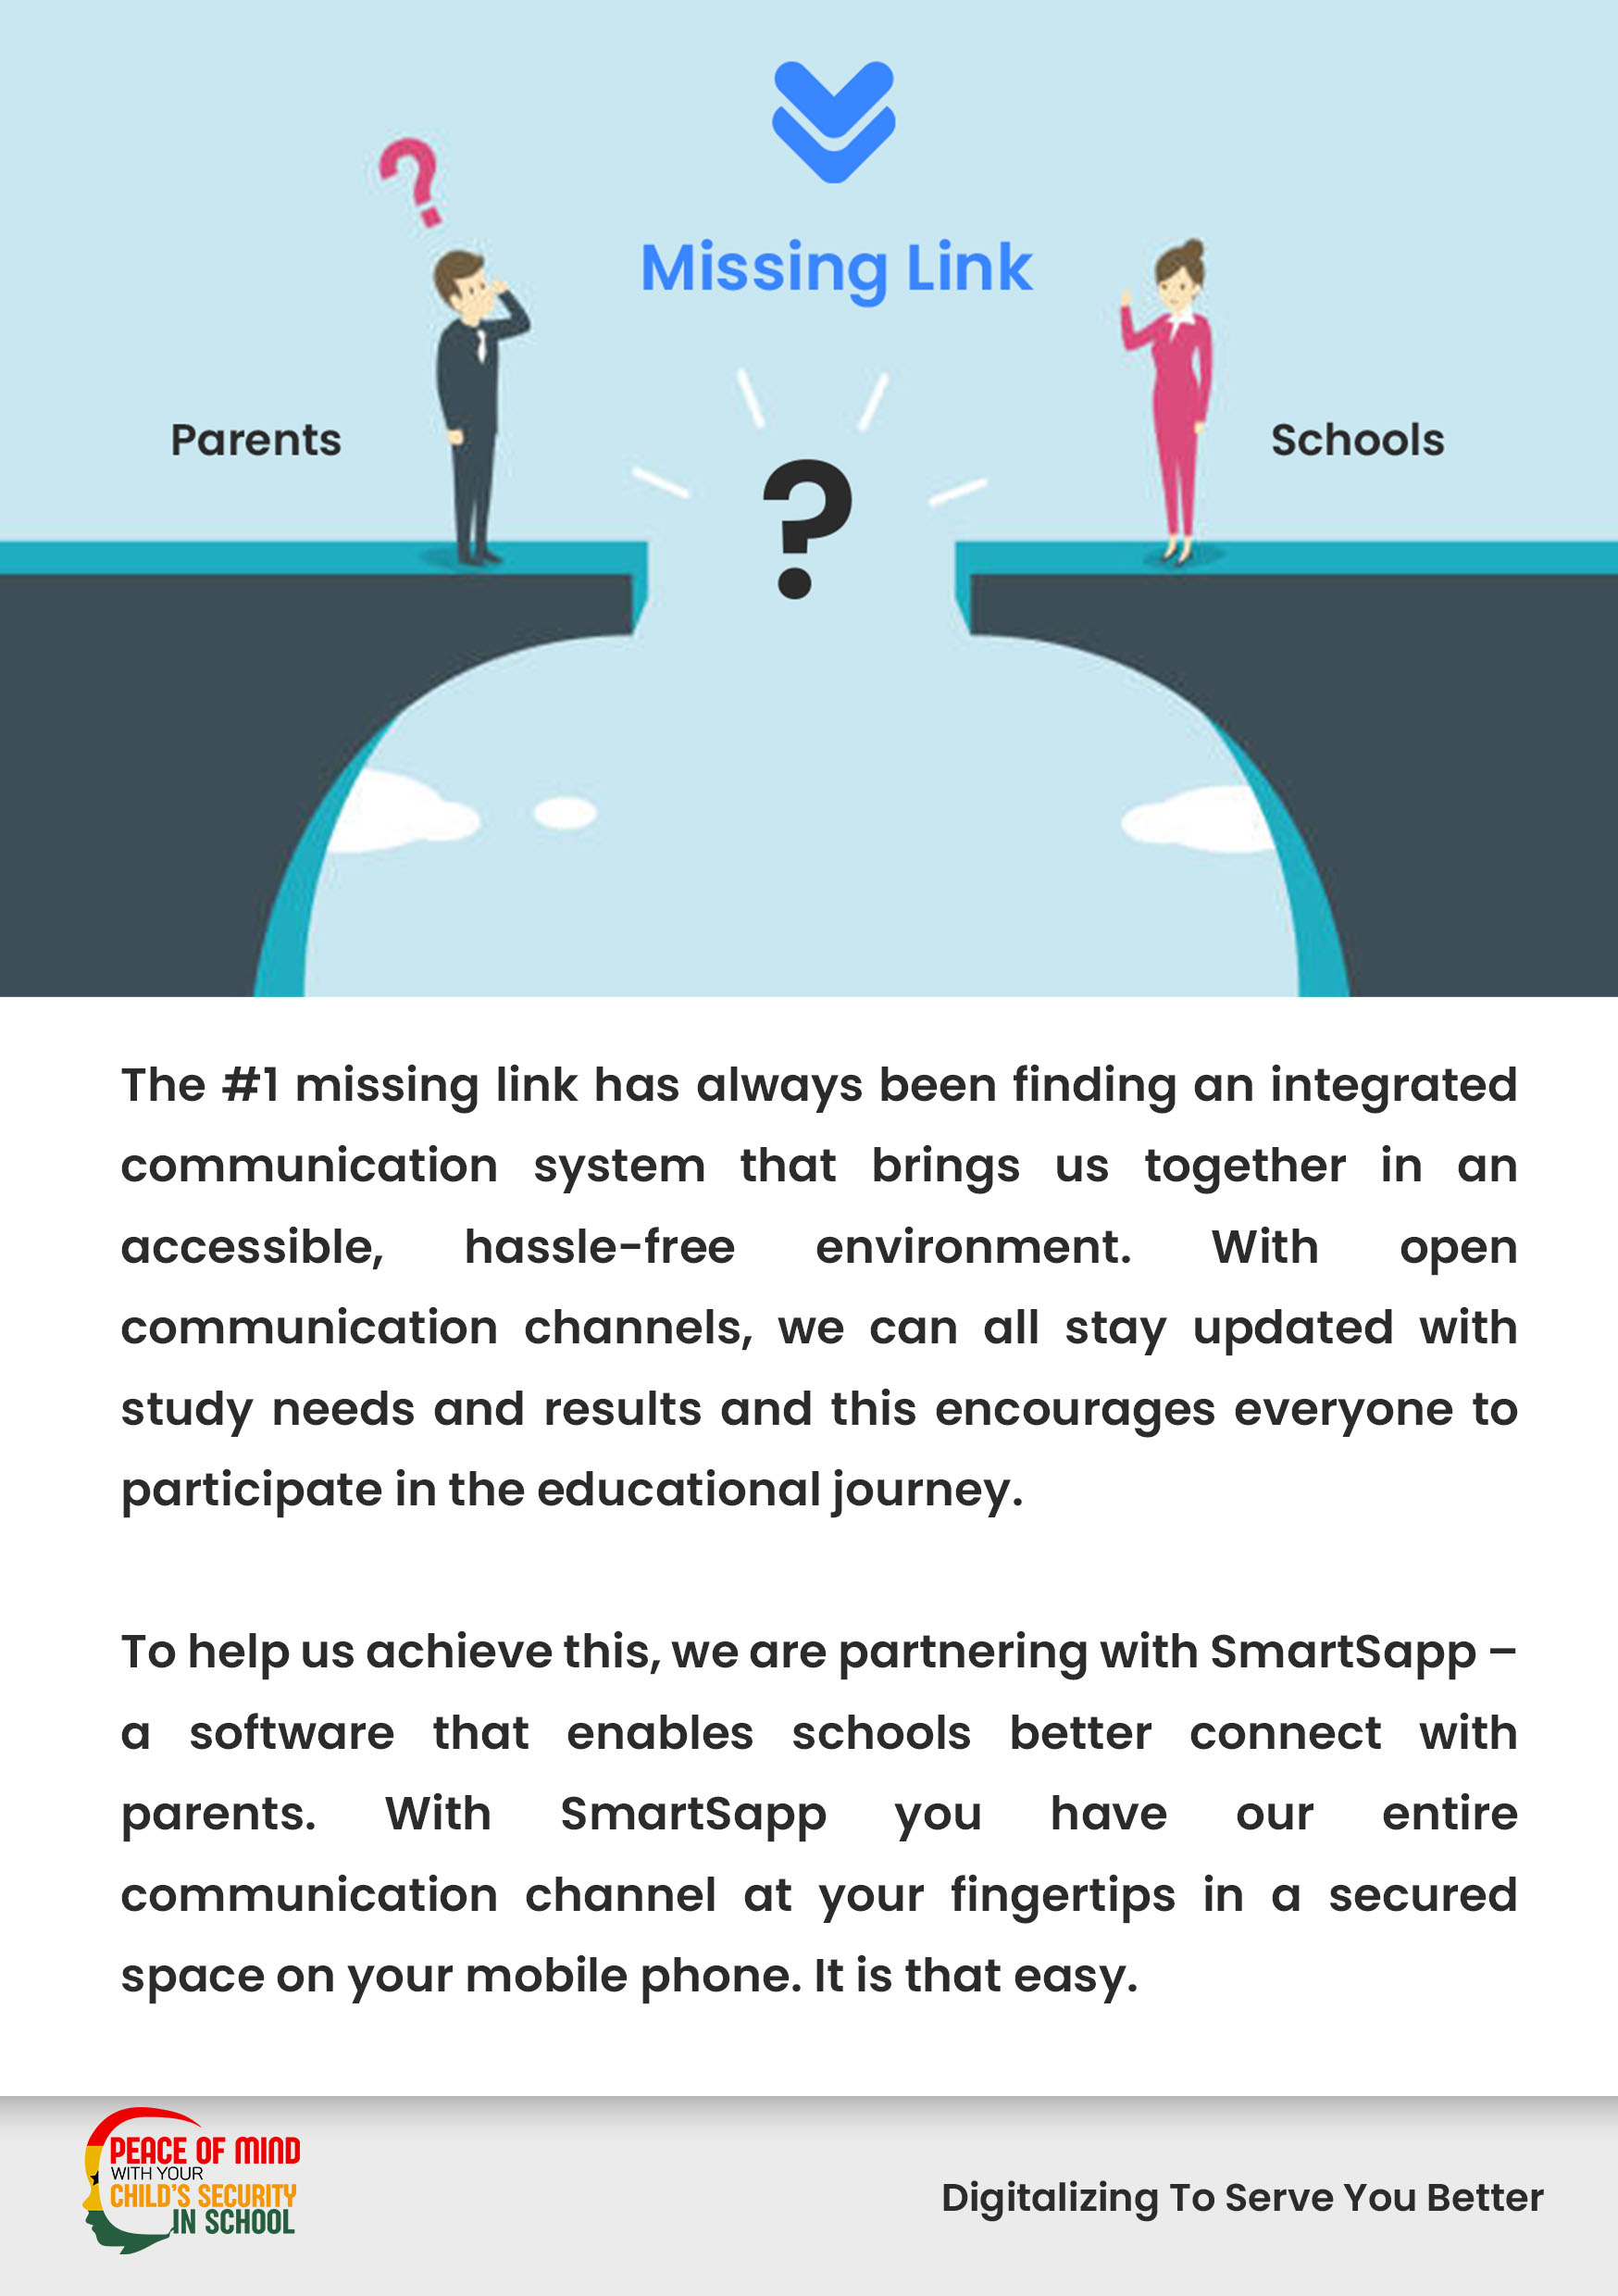 ?
Missing Link
Parents
Schools
?
The #1 missing link has always been finding an integrated
communication system that brings us together in an
accessible, hassle-free environment. With open
communication channels, we can all stay updated with
study needs and results and this encourages everyone to
participate in the educational journey.
To help us achieve this, we are partnering with SmartSapp –
a software that enables schools better connect with
parents. With SmartSapp you have our entire
communication channel at your fingertips in a secured
space on your mobile phone. It is that easy.
PEACE OF MIND
WITH YOUR
CHILD'S SECURITY
IN SCHOOL
Digitalizing To Serve You Better